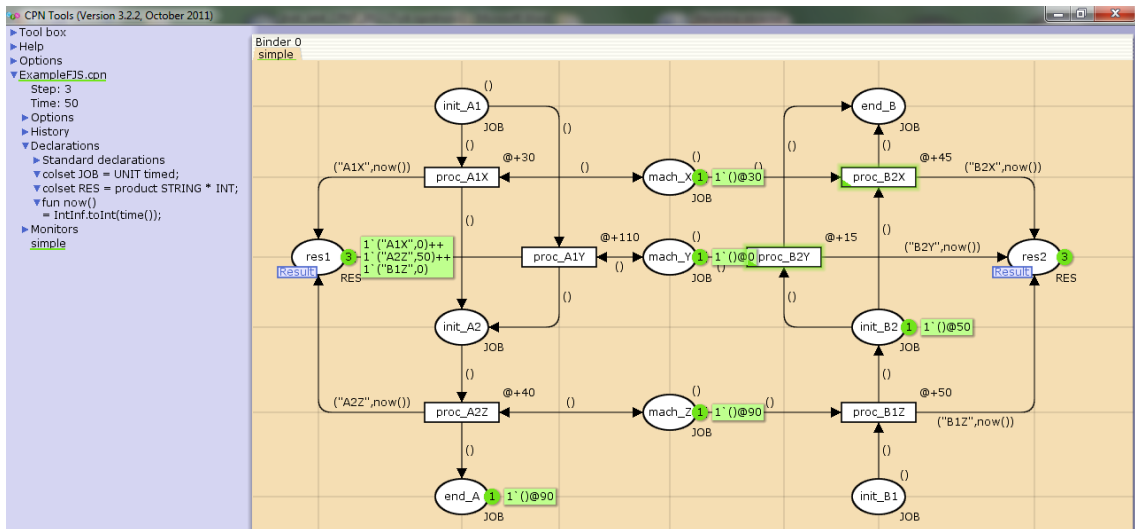 CPN Tools (Version 3.2.2, October 2011)
Tool box
Help
Options
ExampleFJS.cpn
Step: 3
Time: 50
Options
History
Declarations
Standard declarations
colset JOB = UNIT timed;
colset RES = product STRING * INT;
fun now()
= IntInf.toInt(time());
Monitors
simple
Binder 0
simple
()
init_A1
JOB
()
()
end_B
JOB
()
()
@+30
("A1X",now())
proc_A1X
()
()
mach_X
1
1`()@30
JOB
()
@+45
proc_B2X
("B2X",now())
()
@+110
()
@+15
()
("B2Y",now())
res1
3
1`("A1X",0)++
1`("A2Z",50)++
1`("B1Z",0)
Result
RES
proc_A1Y
()
mach_Y
1
1`()@0
()
JOB
proc_B2Y
res2
3
Result
RES
()
()
()
init_A2
JOB
init_B2
1
1`()@50
JOB
()
()
@+40
("A2Z",now())
proc_A2Z
()
()
mach_Z
1
1`()@90
()
JOB
@+50
proc_B1Z
("B1Z",now())
()
()
()
end_A
1
1`()@90
JOB
init_B1
JOB